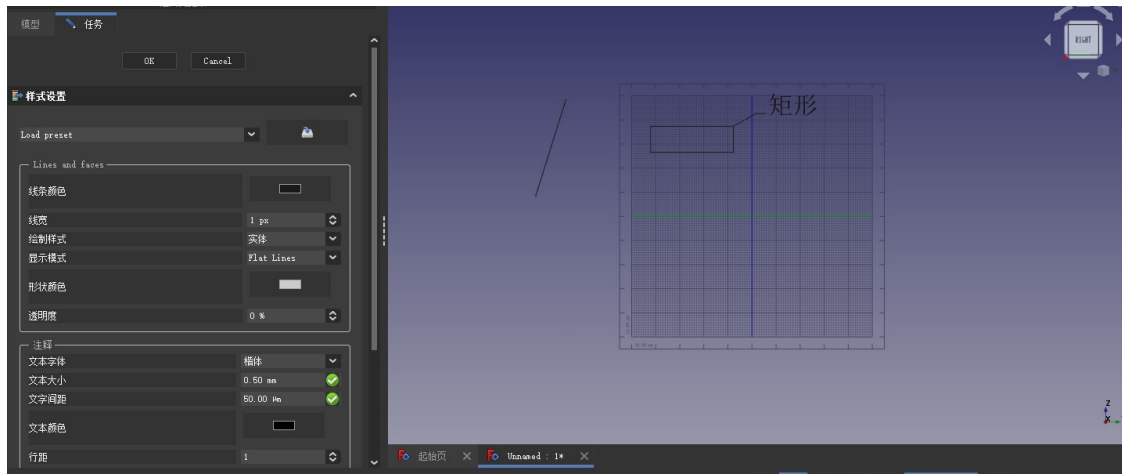 模型
任务
OK
Cancel
样式设置
Load preset
Lines and faces
线条颜色
线宽
1 px
绘制样式
实体
显示模式
Flat Lines
形状颜色
透明度
0 %
注释
文本字体
楷体
文本大小
0.50 mm
文字间距
50.00 µm
文本颜色
行距
1
矩形
RIGHT
Z
X
起始页
Unnamed : 1*